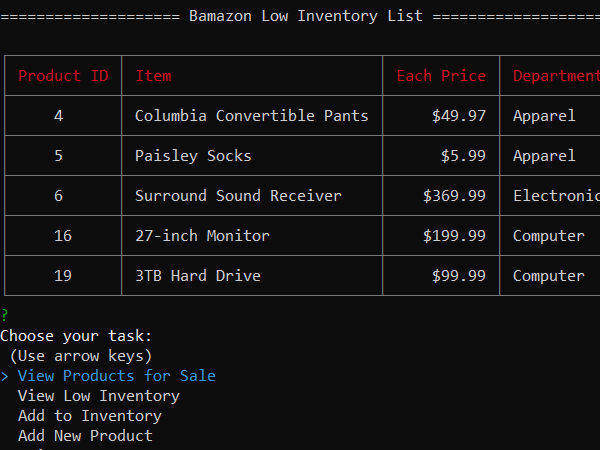 ==================== Bamazon Low Inventory List ===================
Product ID Item Each Price Department
4 Columbia Convertible Pants $49.97 Apparel
5 Paisley Socks $5.99 Apparel
6 Surround Sound Receiver $369.99 Electronic
16 27-inch Monitor $199.99 Computer
19 3TB Hard Drive $99.99 Computer
?
Choose your task:
(Use arrow keys)
> View Products for Sale
View Low Inventory
Add to Inventory
Add New Product